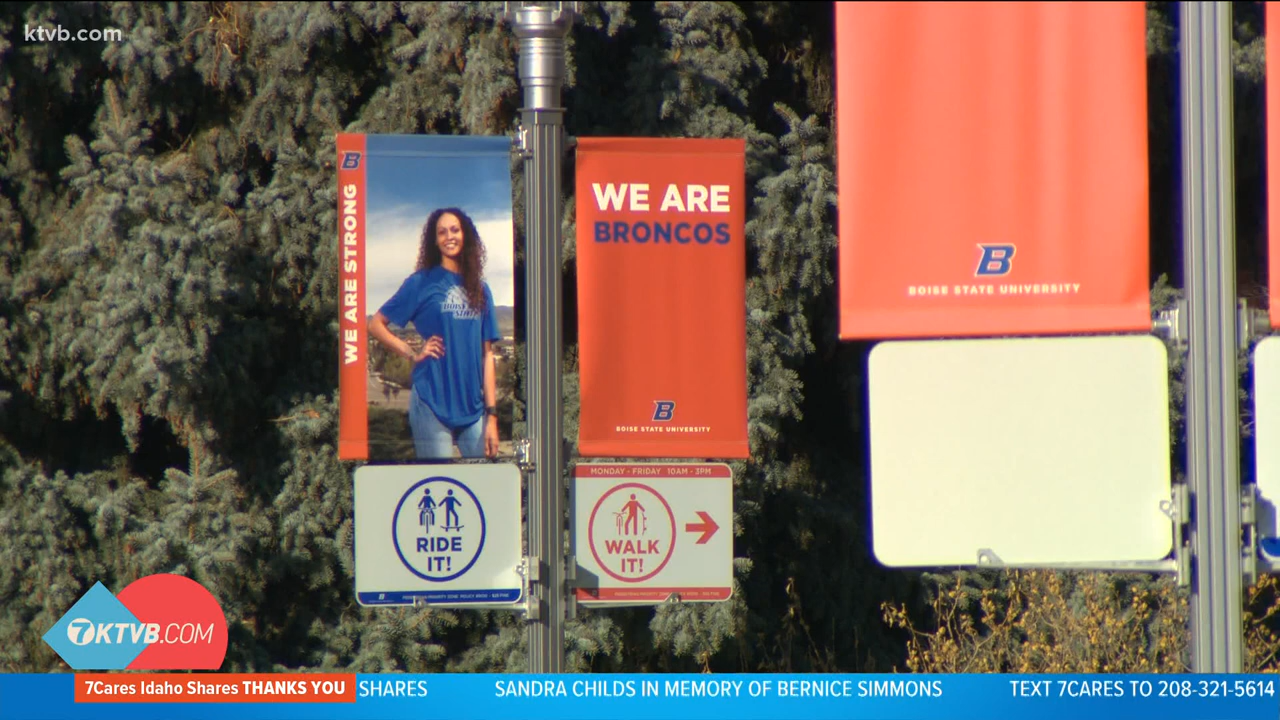 ktvb.com
B
WE ARE STRONG
BOISE
STATE
WE ARE
BRONCOS
B
BOISE STATE UNIVERSITY
B
BOISE STATE UNIVERSITY
RIDE
IT!
MONDAY - FRIDAY 10AM - 3PM
WALK
IT!
7KTVB.COM
7Cares Idaho Shares THANKS YOU
SHARES SANDRA CHILDS IN MEMORY OF BERNICE SIMMONS TEXT 7CARES TO 208-321-5614